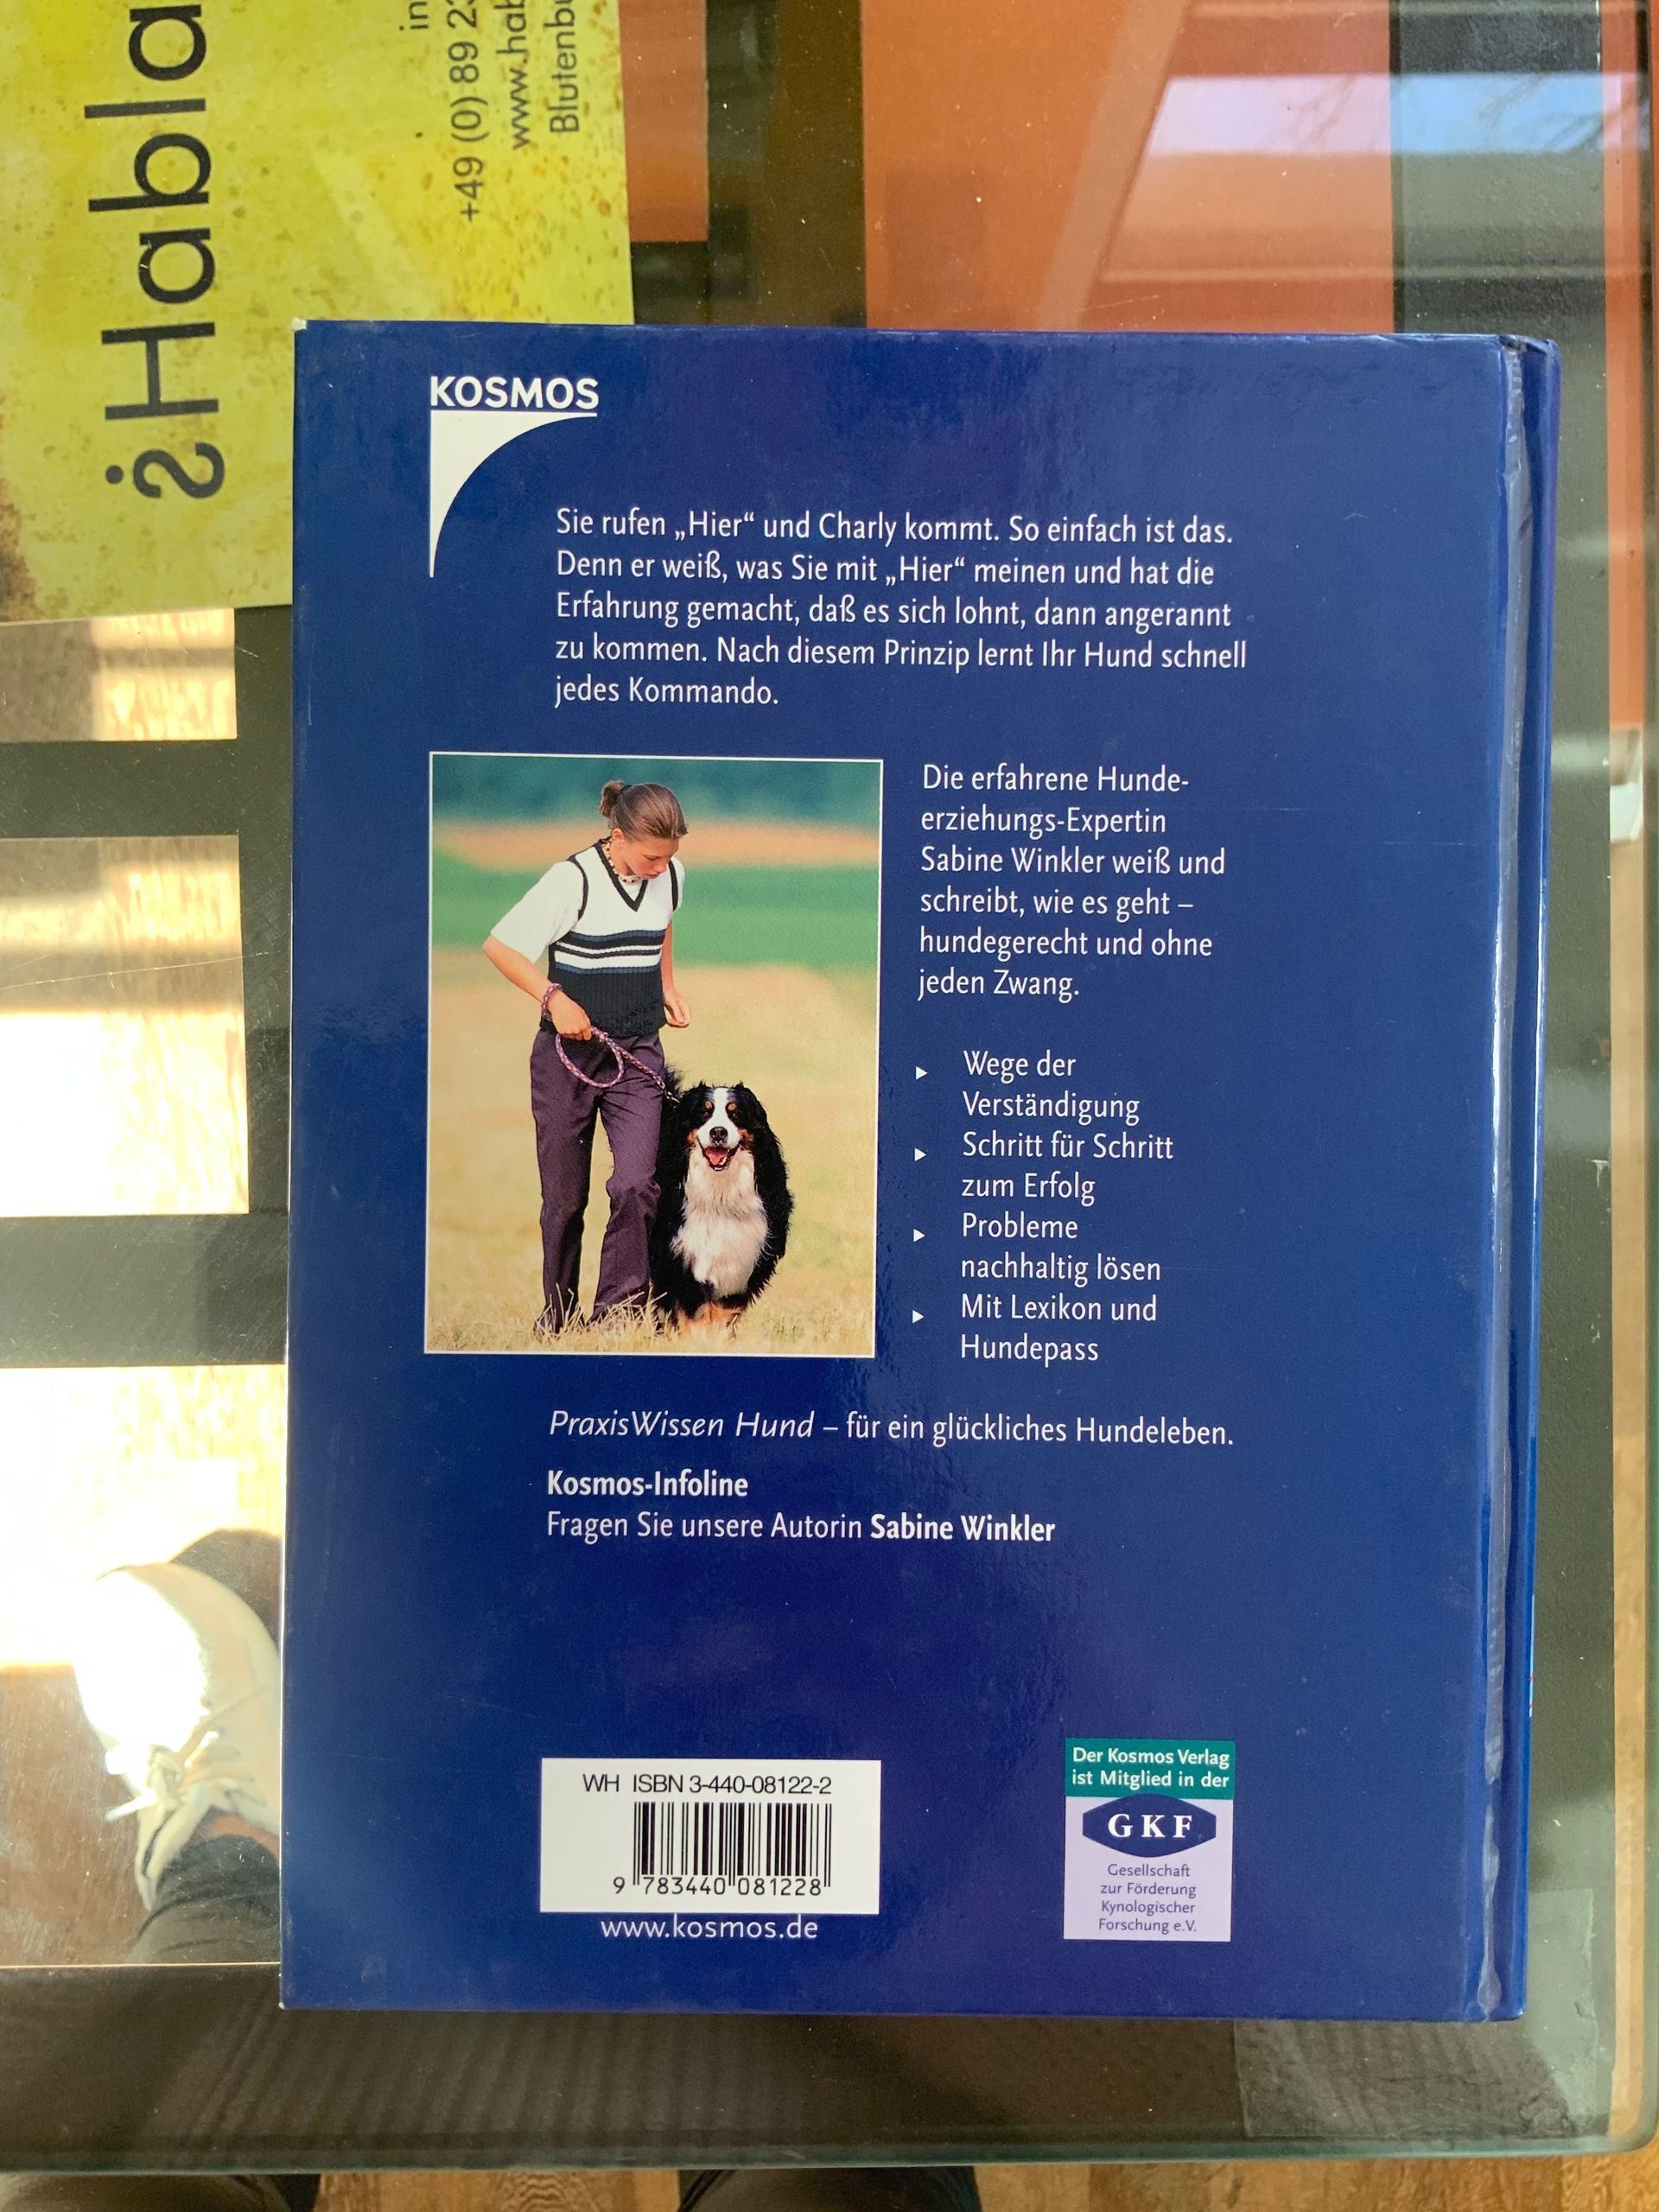 ¿Habla
in
+49 (0) 89 23
www.hab
Blutenbu
KOSMOS
Sie rufen „Hier“ und Charly kommt. So einfach ist das.
Denn er weiß, was Sie mit „Hier“ meinen und hat die
Erfahrung gemacht, daß es sich lohnt, dann angerannt
zu kommen. Nach diesem Prinzip lernt Ihr Hund schnell
jedes Kommando.
Die erfahrene Hunde-
erziehungs-Expertin
Sabine Winkler weiß und
schreibt, wie es geht –
hundegerecht und ohne
jeden Zwang.
▸ Wege der
Verständigung
▸ Schritt für Schritt
zum Erfolg
▸ Probleme
nachhaltig lösen
▸ Mit Lexikon und
Hundepass
PraxisWissen Hund – für ein glückliches Hundeleben.
Kosmos-Infoline
Fragen Sie unsere Autorin Sabine Winkler
WH ISBN 3-440-08122-2
9 783440 081228
www.kosmos.de
Der Kosmos Verlag
ist Mitglied in der
GKF
Gesellschaft
zur Förderung
Kynologischer
Forschung e.V.